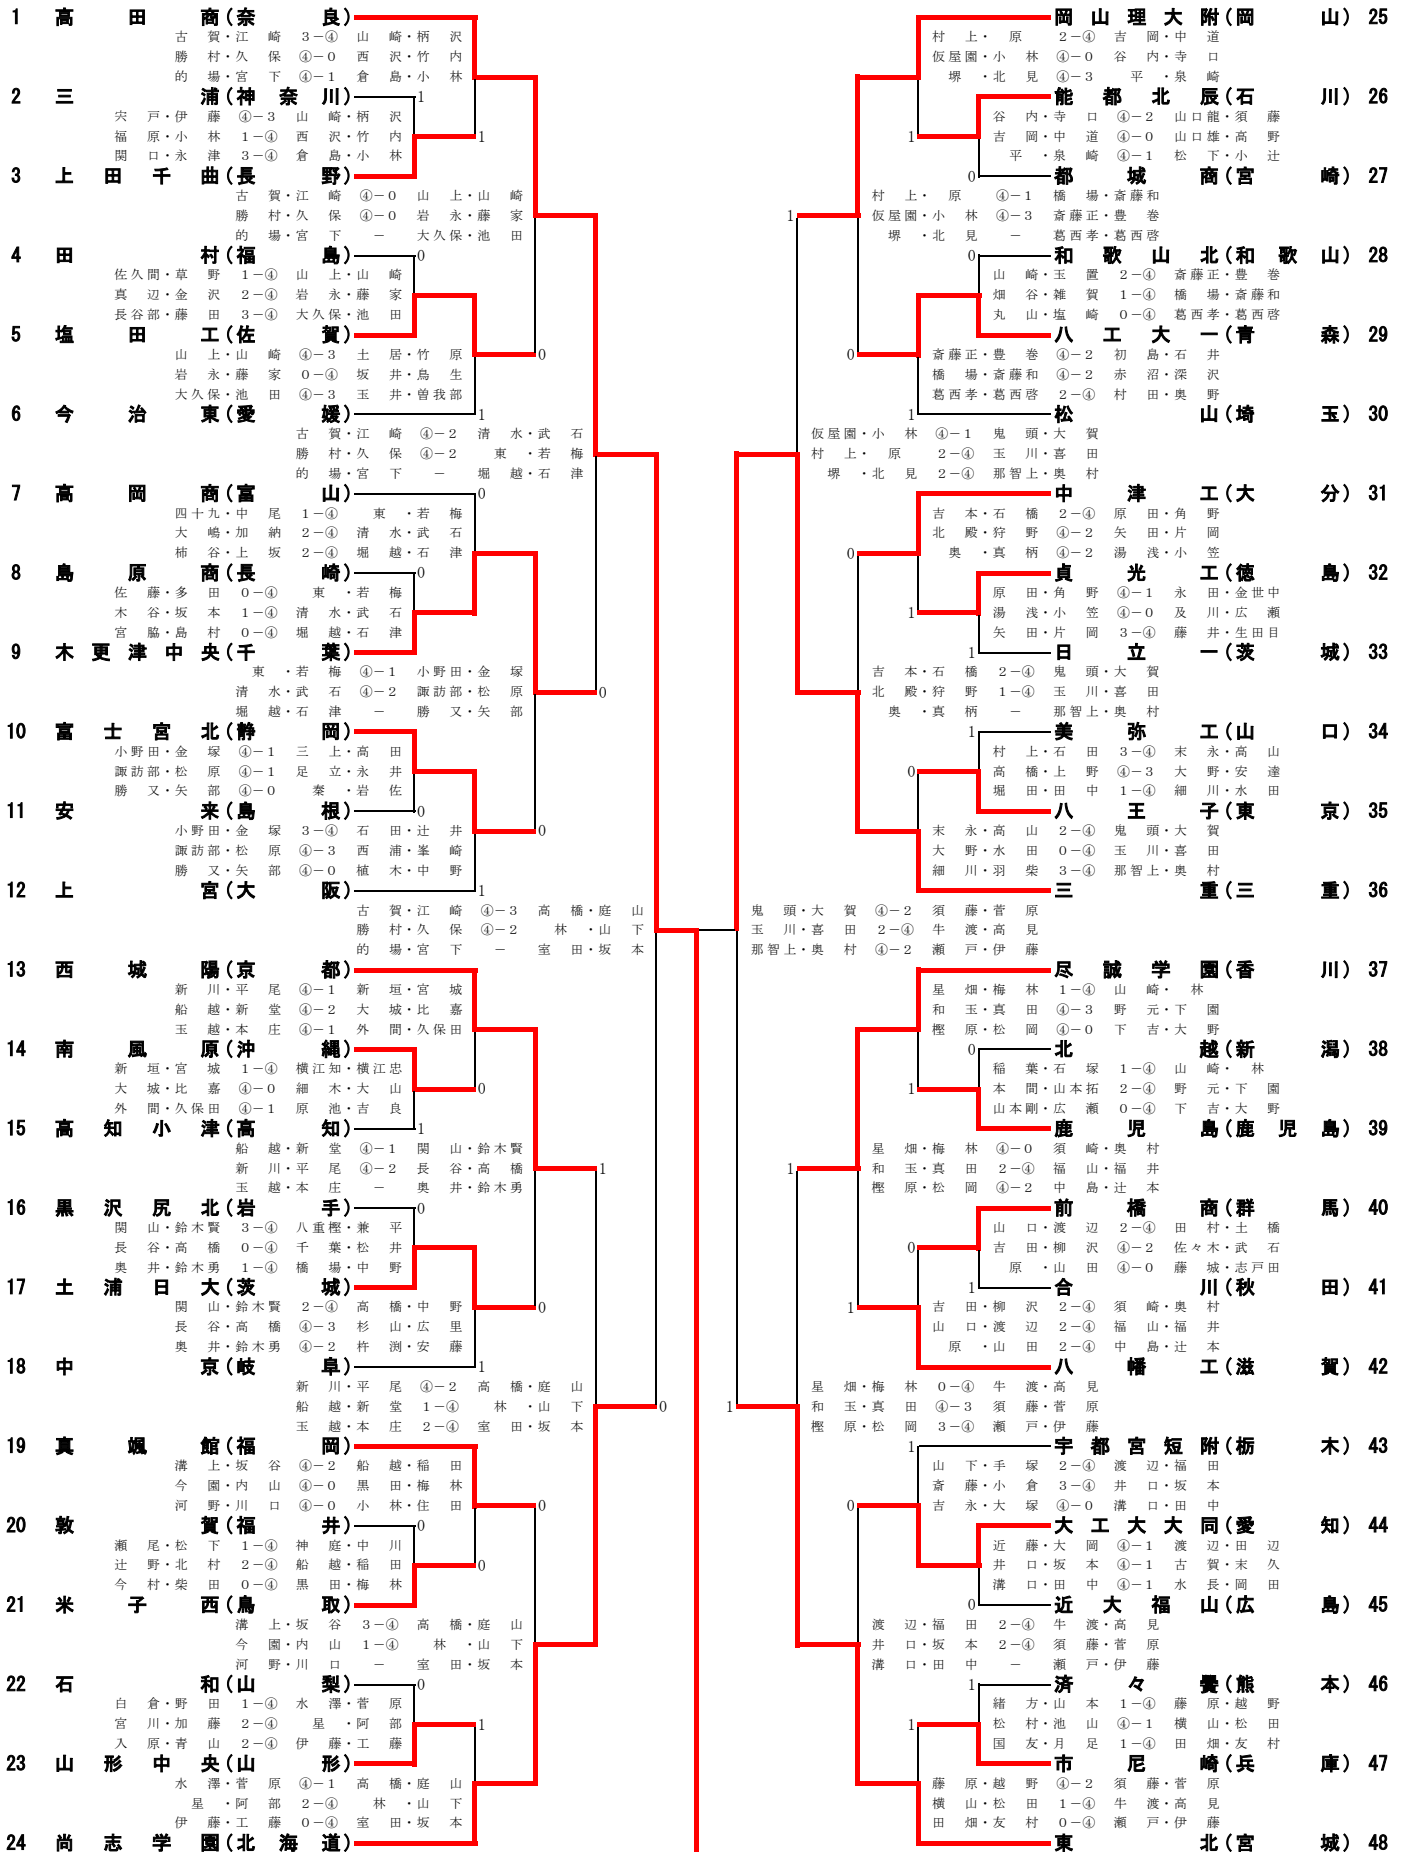 1 高田商(奈良)
古賀・江崎 3-④ 山崎・柄沢
勝村・久保 ④-0 西沢・竹内
的場・宮下 ④-1 倉島・小林
2 三浦(神奈川) 1
宍戸・伊藤 ④-3 山崎・柄沢
福原・小林 1-④ 西沢・竹内 1
関口・永津 3-④ 倉島・小林
3 上田千曲(長野)
古賀・江崎 ④-0 山上・山崎
勝村・久保 ④-0 岩永・藤家
的場・宮下 - 大久保・池田
4 田村(福島) 0
佐久間・草野 1-④ 山上・山崎
真辺・金沢 2-④ 岩永・藤家
長谷部・藤田 3-④ 大久保・池田
5 塩田工(佐賀)
山上・山崎 ④-3 土居・竹原 0
岩永・藤家 0-④ 坂井・鳥生
大久保・池田 ④-3 玉井・曽我部
6 今治東(愛媛) 1
古賀・江崎 ④-2 清水・武石
勝村・久保 ④-2 東・若梅
的場・宮下 - 堀越・石津
7 高岡商(富山) 0
四十九・中尾 1-④ 東・若梅
大嶋・加納 2-④ 清水・武石
柿谷・上坂 2-④ 堀越・石津
8 島原商(長崎) 0
佐藤・多田 0-④ 東・若梅
木谷・坂本 1-④ 清水・武石
宮脇・島村 0-④ 堀越・石津
9 木更津中央(千葉)
東・若梅 ④-1 小野田・金塚
清水・武石 ④-2 諏訪部・松原 0
堀越・石津 - 勝又・矢部
10 富士宮北(静岡)
小野田・金塚 ④-1 三上・高田
諏訪部・松原 ④-1 足立・永井
勝又・矢部 ④-0 秦・岩佐
11 安来(島根) 0
小野田・金塚 3-④ 石田・辻井 0
諏訪部・松原 ④-3 西浦・峯崎
勝又・矢部 ④-0 植木・中野
12 上宮(大阪) 1
古賀・江崎 ④-3 高橋・庭山
勝村・久保 ④-2 林・山下
的場・宮下 - 室田・坂本
13 西城陽(京都)
新川・平尾 ④-1 新垣・宮城
船越・新堂 ④-2 大城・比嘉
玉越・本庄 ④-1 外間・久保田
14 南風原(沖縄)
新垣・宮城 1-④ 横江知・横江忠
大城・比嘉 ④-0 細木・大山 0
外間・久保田 ④-1 原池・吉良
15 高知小津(高知) 1
船越・新堂 ④-1 関山・鈴木賢
新川・平尾 ④-2 長谷・高橋 1
玉越・本庄 - 奥井・鈴木勇
16 黒沢尻北(岩手) 0
関山・鈴木賢 3-④ 八重樫・兼平
長谷・高橋 0-④ 千葉・松井
奥井・鈴木勇 1-④ 橋場・中野
17 土浦日大(茨城)
関山・鈴木賢 2-④ 高橋・中野 0
長谷・高橋 ④-3 杉山・広里
奥井・鈴木勇 ④-2 杵渕・安藤
18 中京(岐阜) 1
新川・平尾 ④-2 高橋・庭山
船越・新堂 1-④ 林・山下 0
玉越・本庄 2-④ 室田・坂本
19 真颯館(福岡)
溝上・坂谷 ④-2 船越・稲田
今園・内山 ④-0 黒田・梅林
河野・川口 ④-0 小林・住田 0
20 敦賀(福井) 0
瀬尾・松下 1-④ 神庭・中川
辻野・北村 2-④ 船越・稲田 0
今村・柴田 0-④ 黒田・梅林
21 米子西(鳥取)
溝上・坂谷 3-④ 高橋・庭山
今園・内山 1-④ 林・山下
河野・川口 - 室田・坂本
22 石和(山梨) 0
白倉・野田 1-④ 水澤・菅原
宮川・加藤 2-④ 星・阿部 1
入原・青山 2-④ 伊藤・工藤
23 山形中央(山形)
水澤・菅原 ④-1 高橋・庭山
星・阿部 2-④ 林・山下
伊藤・工藤 0-④ 室田・坂本
24 尚志学園(北海道)
岡山理大附(岡山) 25
村上・原 2-④ 吉岡・中道
仮屋園・小林 ④-0 谷内・寺口
堺・北見 ④-3 平・泉崎
能都北辰(石川) 26
谷内・寺口 ④-2 山口龍・須藤
1 吉岡・中道 ④-0 山口雄・高野
平・泉崎 ④-1 松下・小辻
0 都城商(宮崎) 27
村上・原 ④-1 橋場・斎藤和
1 仮屋園・小林 ④-3 斎藤正・豊巻
堺・北見 - 葛西孝・葛西啓
0 和歌山北(和歌山) 28
山崎・玉置 2-④ 斎藤正・豊巻
畑谷・雑賀 1-④ 橋場・斎藤和
丸山・塩崎 0-④ 葛西孝・葛西啓
八工大一(青森) 29
0 斎藤正・豊巻 ④-2 初島・石井
橋場・斎藤和 ④-2 赤沼・深沢
葛西孝・葛西啓 2-④ 村田・奥野
1 松山(埼玉) 30
仮屋園・小林 ④-1 鬼頭・大賀
村上・原 2-④ 玉川・喜田
堺・北見 2-④ 那智上・奥村
中津工(大分) 31
吉本・石橋 2-④ 原田・角野
北殿・狩野 ④-2 矢田・片岡
0 奥・真柄 ④-2 湯浅・小笠
貞光工(徳島) 32
原田・角野 ④-1 永田・金世中
1 湯浅・小笠 ④-0 及川・広瀬
矢田・片岡 3-④ 藤井・生田目
1 日立一(茨城) 33
吉本・石橋 2-④ 鬼頭・大賀
北殿・狩野 1-④ 玉川・喜田
奥・真柄 - 那智上・奥村
1 美弥工(山口) 34
村上・石田 3-④ 末永・高山
0 高橋・上野 ④-3 大野・安達
堀田・田中 1-④ 細川・水田
八王子(東京) 35
末永・高山 2-④ 鬼頭・大賀
大野・水田 0-④ 玉川・喜田
細川・羽柴 3-④ 那智上・奥村
三重(三重) 36
鬼頭・大賀 ④-2 須藤・菅原
玉川・喜田 2-④ 牛渡・高見
那智上・奥村 ④-2 瀬戸・伊藤
尽誠学園(香川) 37
星畑・梅林 1-④ 山崎・林
和玉・真田 ④-3 野元・下園
樫原・松岡 ④-0 下吉・大野
0 北越(新潟) 38
稲葉・石塚 1-④ 山崎・林
1 本間・山本拓 2-④ 野元・下園
山本剛・広瀬 0-④ 下吉・大野
鹿児島(鹿児島) 39
星畑・梅林 ④-0 須崎・奥村
1 和玉・真田 2-④ 福山・福井
樫原・松岡 ④-2 中島・辻本
前橋商(群馬) 40
山口・渡辺 2-④ 田村・土橋
0 吉田・柳沢 ④-2 佐々木・武石
原・山田 ④-0 藤城・志戸田
1 合川(秋田) 41
1 吉田・柳沢 2-④ 須崎・奥村
山口・渡辺 2-④ 福山・福井
原・山田 2-④ 中島・辻本
八幡工(滋賀) 42
星畑・梅林 0-④ 牛渡・高見
1 和玉・真田 ④-3 須藤・菅原
樫原・松岡 3-④ 瀬戸・伊藤
1 宇都宮短附(栃木) 43
山下・手塚 2-④ 渡辺・福田
斎藤・小倉 3-④ 井口・坂本
0 吉永・大塚 ④-0 溝口・田中
大工大大同(愛知) 44
近藤・大岡 ④-1 渡辺・田辺
井口・坂本 ④-1 古賀・末久
溝口・田中 ④-1 水長・岡田
0 近大福山(広島) 45
渡辺・福田 2-④ 牛渡・高見
井口・坂本 2-④ 須藤・菅原
溝口・田中 - 瀬戸・伊藤
1 済々黌(熊本) 46
緒方・山本 1-④ 藤原・越野
1 松村・池山 ④-1 横山・松田
国友・月足 1-④ 田畑・友村
市尼崎(兵庫) 47
藤原・越野 ④-2 須藤・菅原
横山・松田 1-④ 牛渡・高見
田畑・友村 0-④ 瀬戸・伊藤
東北(宮城) 48